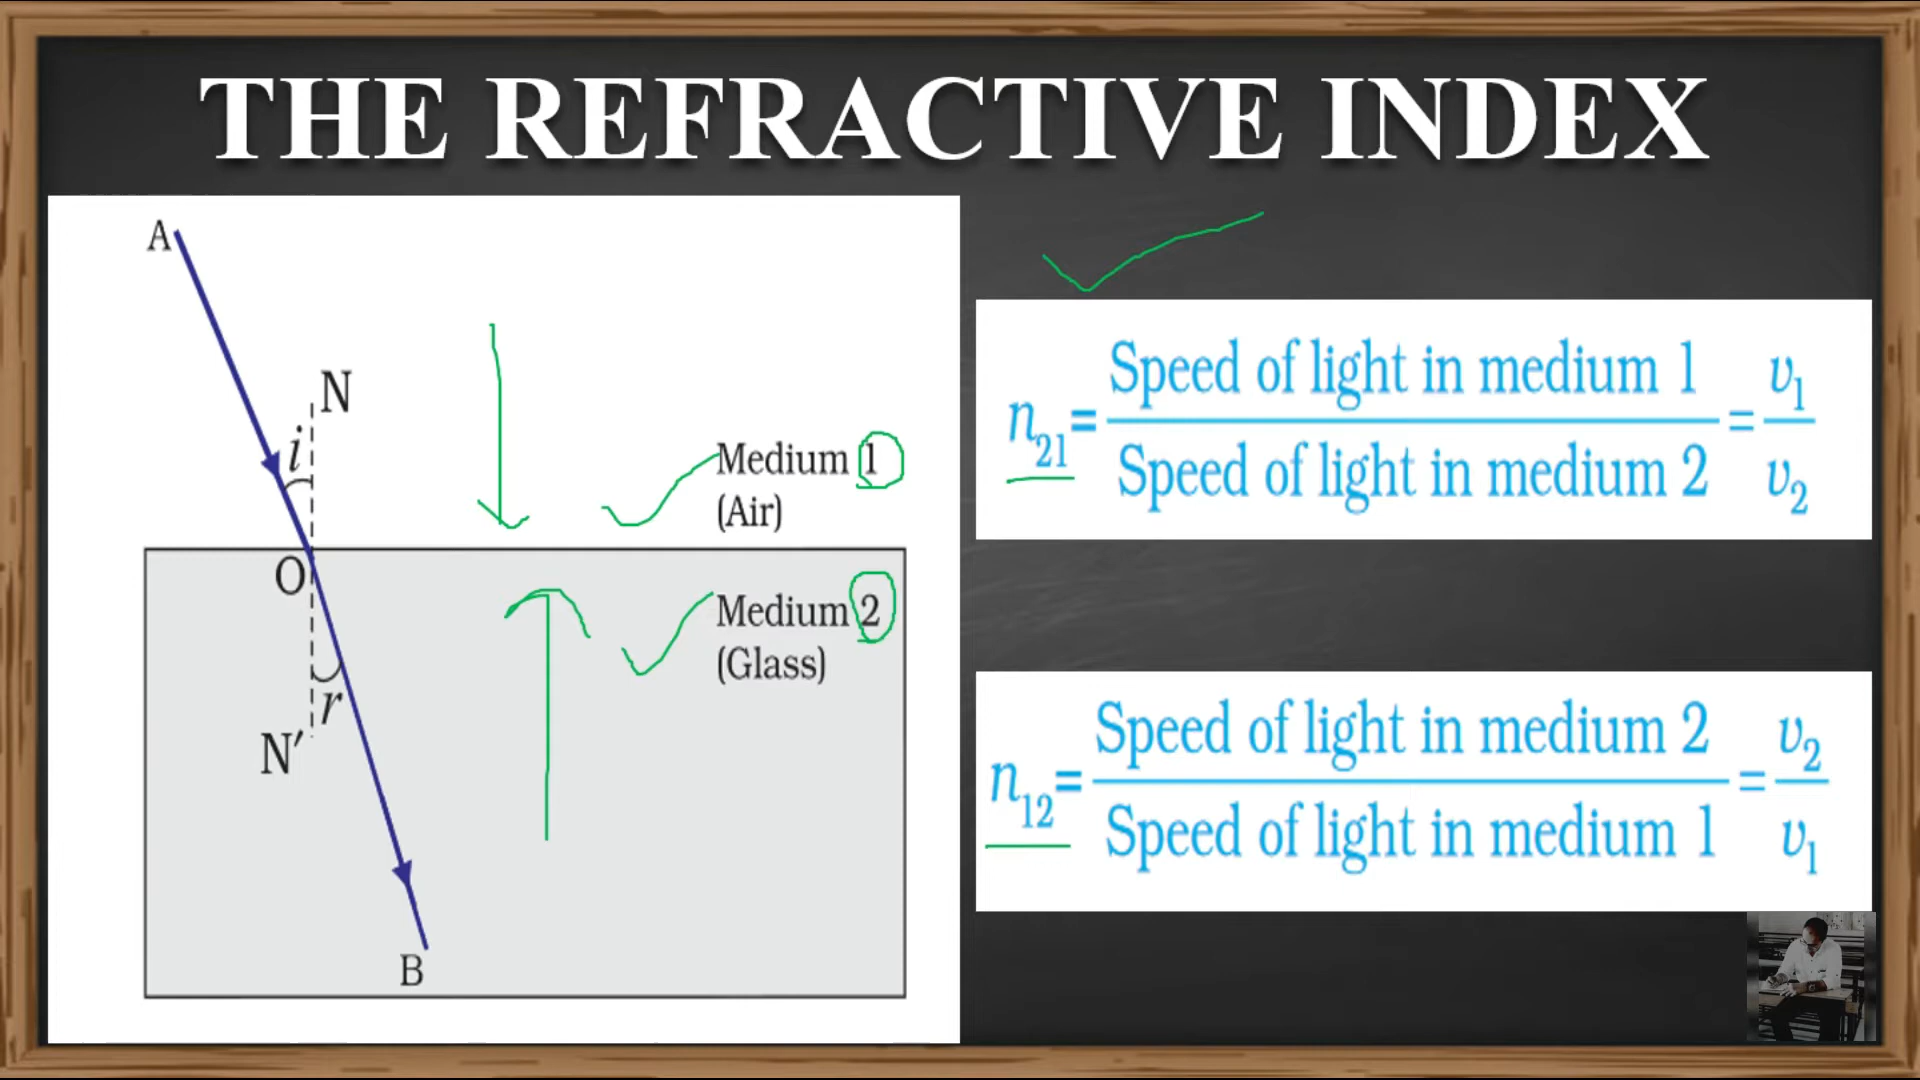 THE REFRACTIVE INDEX
A
N
i
Medium 1
(Air)
O
Medium 2
(Glass)
r
N′
B
n₂₁ = Speed of light in medium 1 / Speed of light in medium 2 = v₁ / v₂
n₁₂ = Speed of light in medium 2 / Speed of light in medium 1 = v₂ / v₁